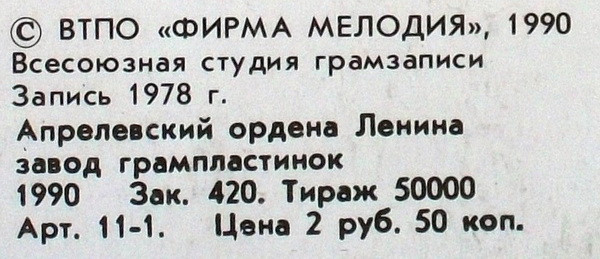 © ВТПО «ФИРМА МЕЛОДИЯ», 1990
Всесоюзная студия грамзаписи
Запись 1978 г.
Апрелевский ордена Ленина
завод грампластинок
1990 Зак. 420. Тираж 50000
Арт. 11-1. Цена 2 руб. 50 коп.